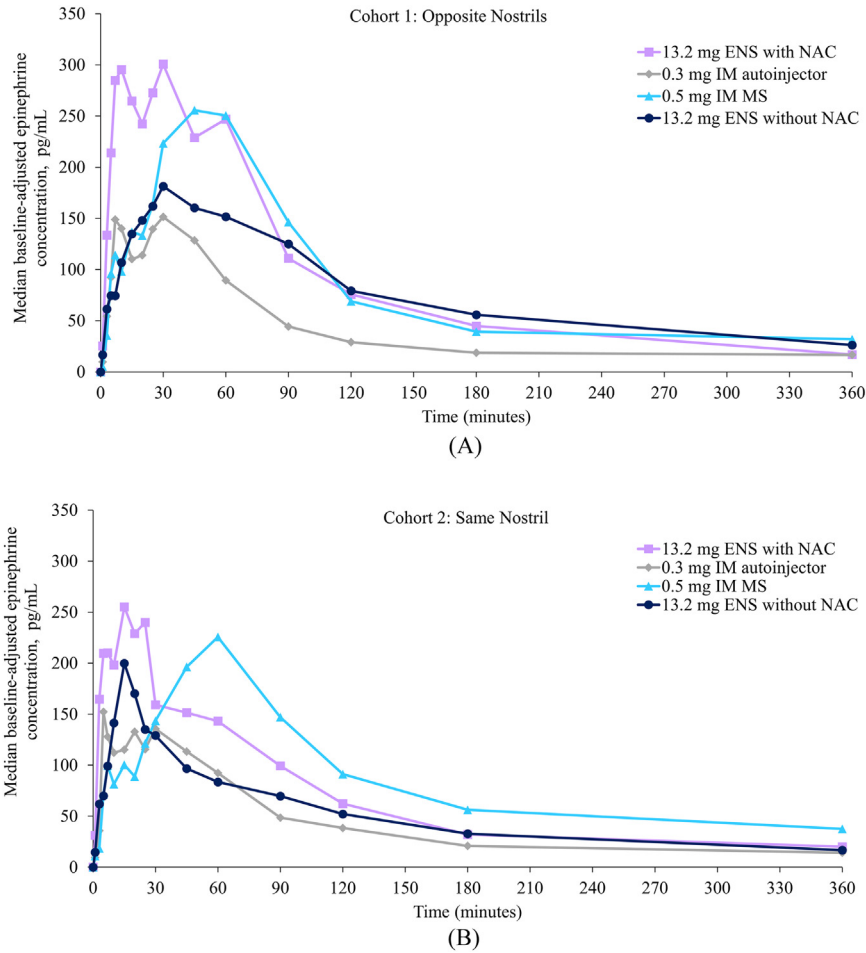 Cohort 1: Opposite Nostrils
350
300
250
200
150
100
50
0
Median baseline-adjusted epinephrine
concentration, pg/mL
13.2 mg ENS with NAC
0.3 mg IM autoinjector
0.5 mg IM MS
13.2 mg ENS without NAC
0 30 60 90 120 150 180 210 240 270 300 330 360
Time (minutes)
(A)
Cohort 2: Same Nostril
350
300
250
200
150
100
50
0
Median baseline-adjusted epinephrine
concentration, pg/mL
13.2 mg ENS with NAC
0.3 mg IM autoinjector
0.5 mg IM MS
13.2 mg ENS without NAC
0 30 60 90 120 150 180 210 240 270 300 330 360
Time (minutes)
(B)